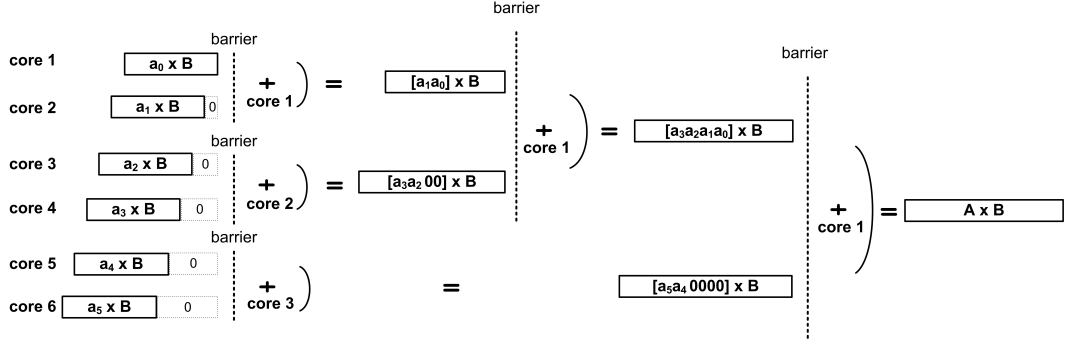 barrier
barrier
barrier
core 1
a₀ x B
+
core 1
=
[a₁a₀] x B
core 2
a₁ x B
0
+
core 1
=
[a₃a₂a₁a₀] x B
barrier
core 3
a₂ x B
0
+
core 2
=
[a₃a₂ 00] x B
core 4
a₃ x B
0
+
core 1
=
A x B
barrier
core 5
a₄ x B
0
+
core 3
=
[a₅a₄ 0000] x B
core 6
a₅ x B
0